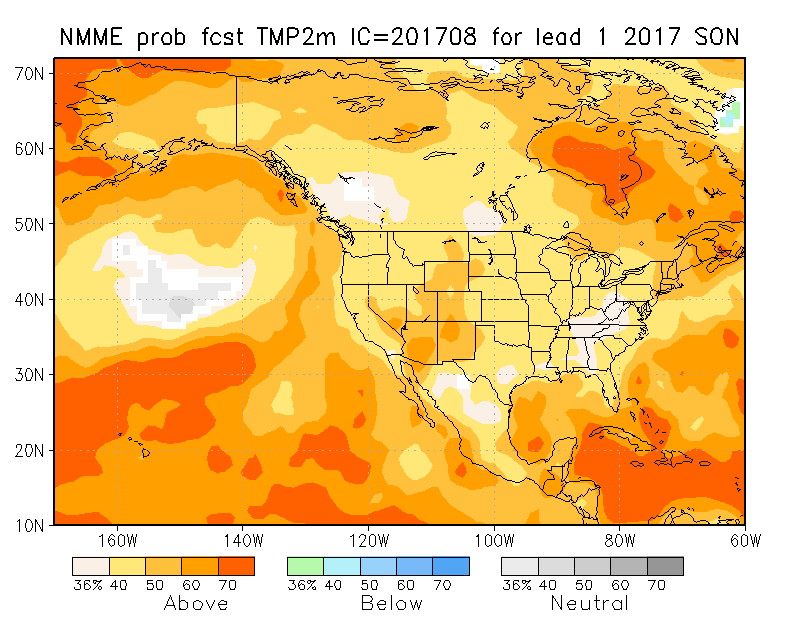 NMME prob fcst TMP2m IC=201708 for lead 1 2017 SON
70N
60N
50N
40N
30N
20N
10N
160W 140W 120W 100W 80W 60W
36% 40 50 60 70 36% 40 50 60 70 36% 40 50 60 70
Above Below Neutral